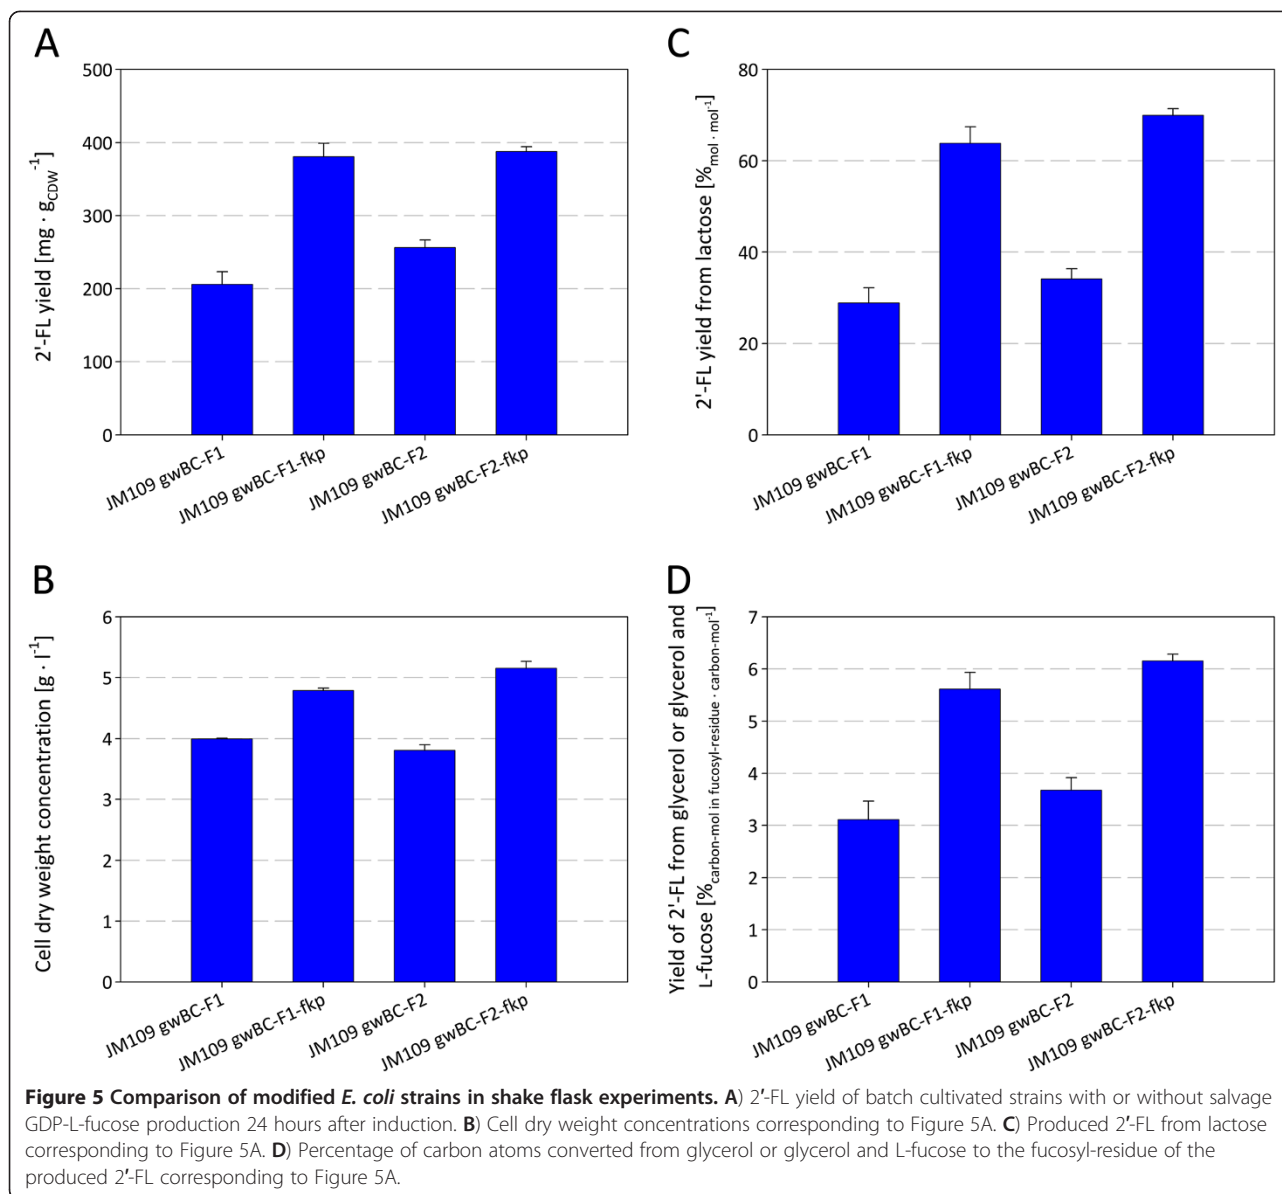 A
500
400
300
200
100
0
2'-FL yield [mg · gCDW⁻¹]
JM109 gwBC-F1
JM109 gwBC-F1-fkp
JM109 gwBC-F2
JM109 gwBC-F2-fkp
C
80
60
40
20
0
2'-FL yield from lactose [%mol · mol⁻¹]
JM109 gwBC-F1
JM109 gwBC-F1-fkp
JM109 gwBC-F2
JM109 gwBC-F2-fkp
B
6
5
4
3
2
1
0
Cell dry weight concentration [g · l⁻¹]
JM109 gwBC-F1
JM109 gwBC-F1-fkp
JM109 gwBC-F2
JM109 gwBC-F2-fkp
D
7
6
5
4
3
2
1
0
Yield of 2'-FL from glycerol or glycerol and
L-fucose [%carbon-mol in fucosyl-residue · carbon-mol⁻¹]
JM109 gwBC-F1
JM109 gwBC-F1-fkp
JM109 gwBC-F2
JM109 gwBC-F2-fkp
Figure 5 Comparison of modified E. coli strains in shake flask experiments. A) 2′-FL yield of batch cultivated strains with or without salvage
GDP-L-fucose production 24 hours after induction. B) Cell dry weight concentrations corresponding to Figure 5A. C) Produced 2′-FL from lactose
corresponding to Figure 5A. D) Percentage of carbon atoms converted from glycerol or glycerol and L-fucose to the fucosyl-residue of the
produced 2′-FL corresponding to Figure 5A.